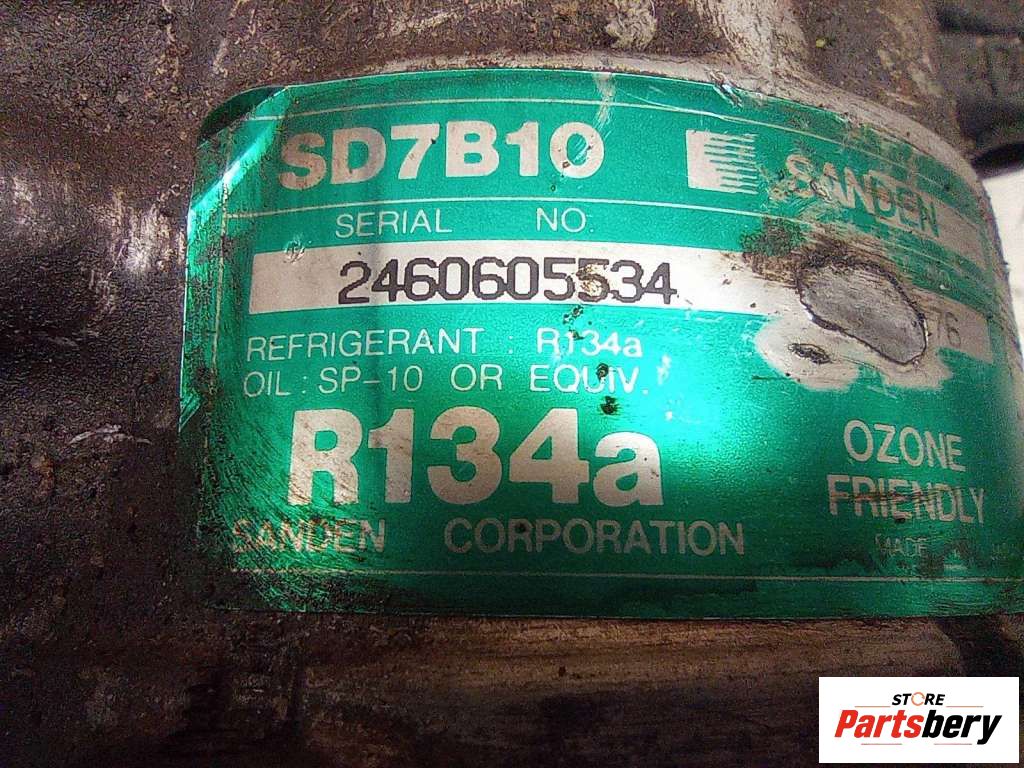 SD7B10 SANDEN
SERIAL NO.
2460605534 76
REFRIGERANT : R134a
OIL : SP-10 OR EQUIV.
R134a
OZONE
FRIENDLY
SANDEN CORPORATION
MADE
STORE
Partsbery